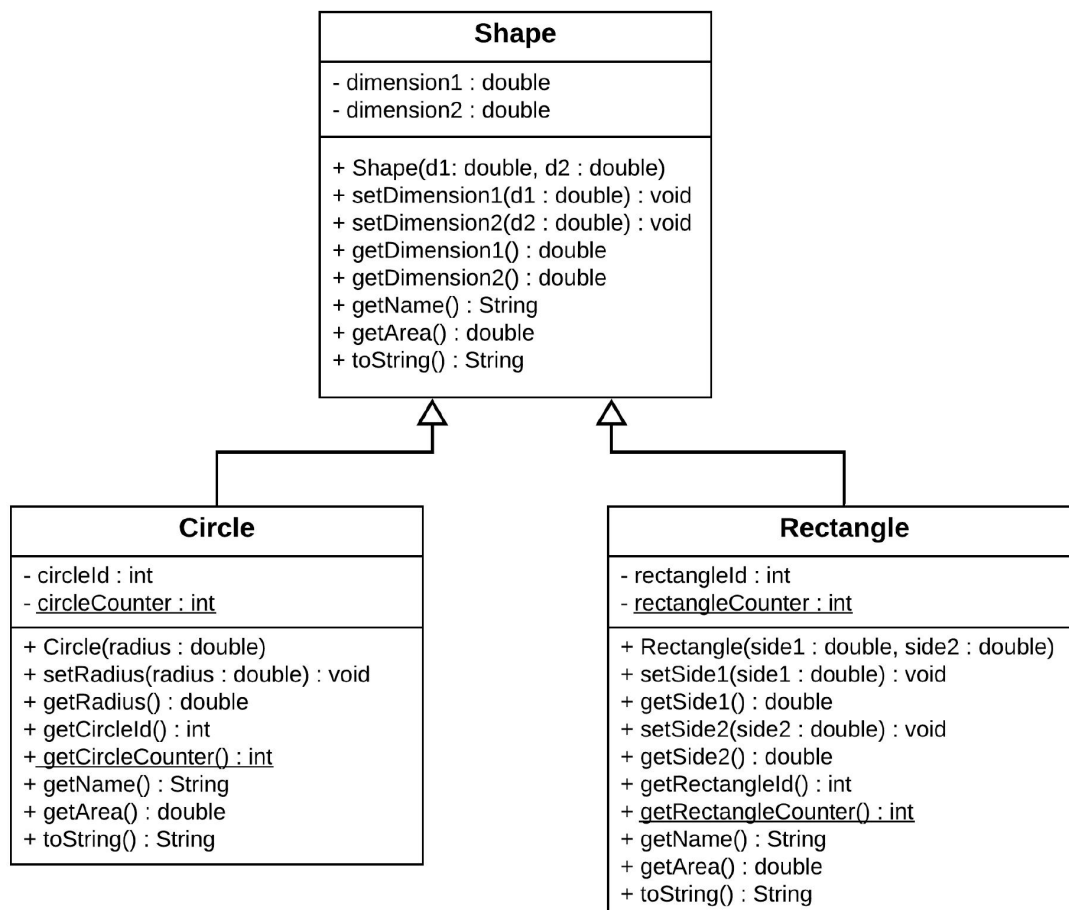 Shape
- dimension1 : double
- dimension2 : double
+ Shape(d1: double, d2 : double)
+ setDimension1(d1 : double) : void
+ setDimension2(d2 : double) : void
+ getDimension1() : double
+ getDimension2() : double
+ getName() : String
+ getArea() : double
+ toString() : String
Circle
- circleId : int
- circleCounter : int
+ Circle(radius : double)
+ setRadius(radius : double) : void
+ getRadius() : double
+ getCircleId() : int
+ getCircleCounter() : int
+ getName() : String
+ getArea() : double
+ toString() : String
Rectangle
- rectangleId : int
- rectangleCounter : int
+ Rectangle(side1 : double, side2 : double)
+ setSide1(side1 : double) : void
+ getSide1() : double
+ setSide2(side2 : double) : void
+ getSide2() : double
+ getRectangleId() : int
+ getRectangleCounter() : int
+ getName() : String
+ getArea() : double
+ toString() : String